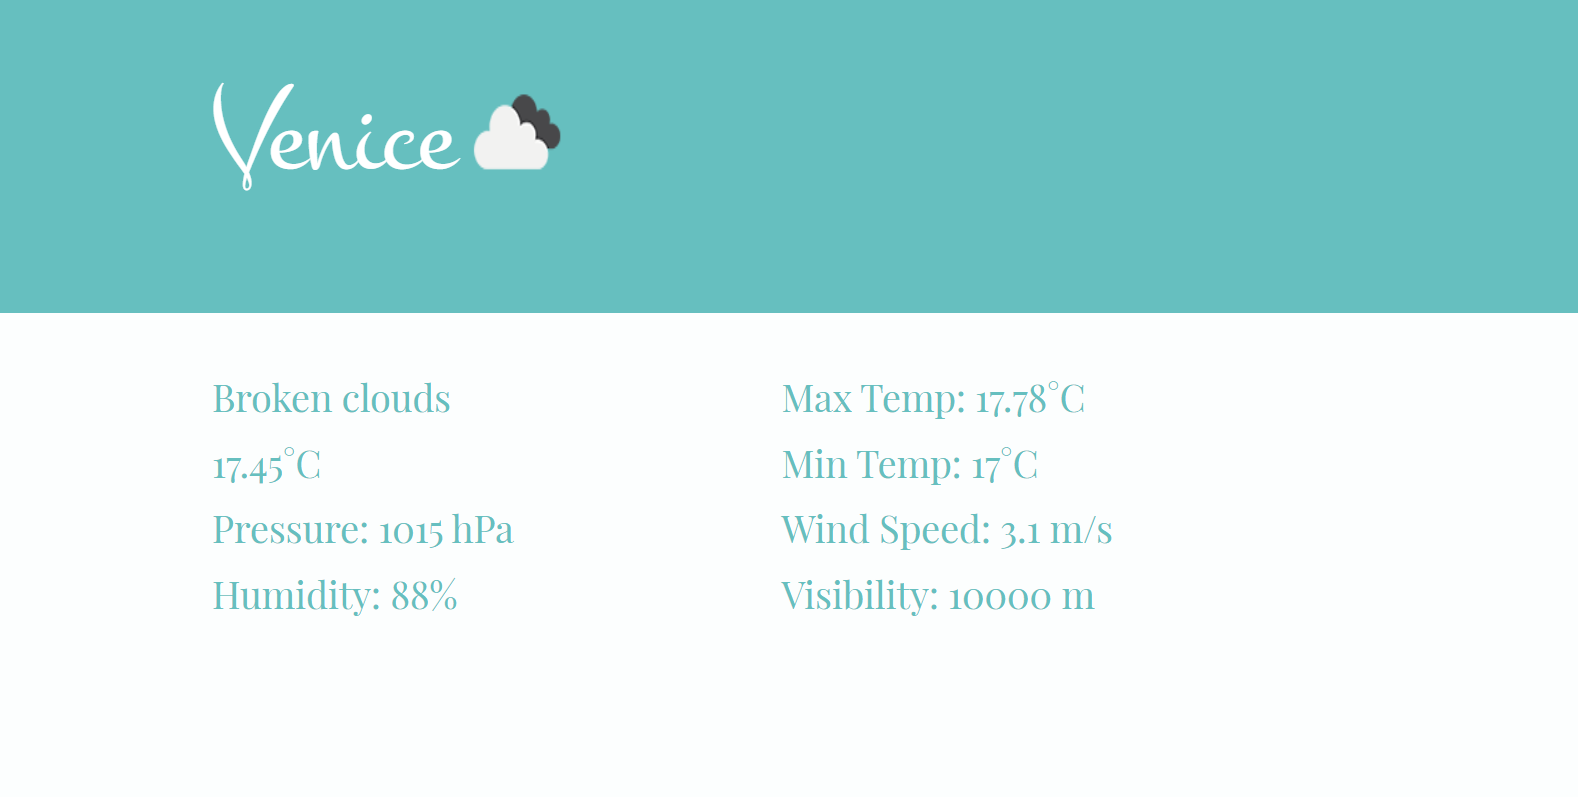 Venice
Broken clouds
17.45°C
Pressure: 1015 hPa
Humidity: 88%
Max Temp: 17.78°C
Min Temp: 17°C
Wind Speed: 3.1 m/s
Visibility: 10000 m